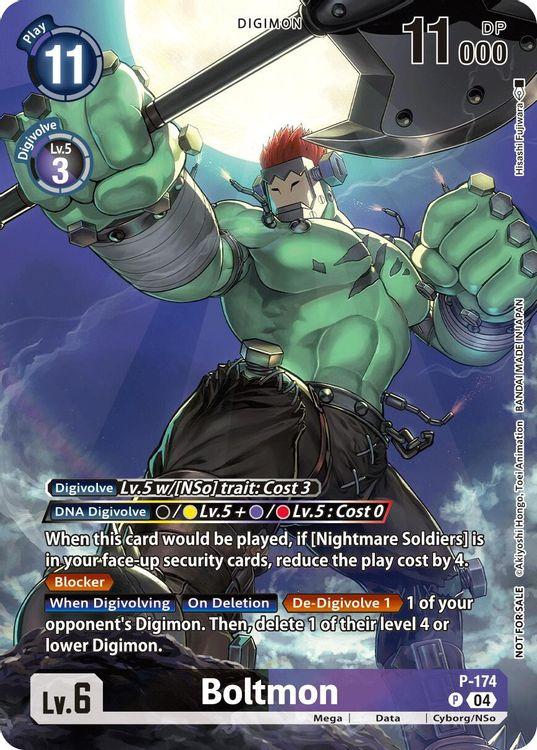 DIGIMON
Play
11
11000
DP
Digivolve
Lv.5
3
Hisashi Fujiwara
Digivolve Lv.5 w/[NSo] trait: Cost 3
DNA Digivolve / Lv.5 + / Lv.5 : Cost 0
When this card would be played, if [Nightmare Soldiers] is
in your face-up security cards, reduce the play cost by 4.
Blocker
When Digivolving On Deletion De-Digivolve 1 1 of your
opponent's Digimon. Then, delete 1 of their level 4 or
lower Digimon.
NOT FOR SALE ©Akiyoshi Hongo, Toei Animation BANDAI MADE IN JAPAN
Lv.6
Boltmon
P-174
P 04
Mega Data Cyborg/NSo